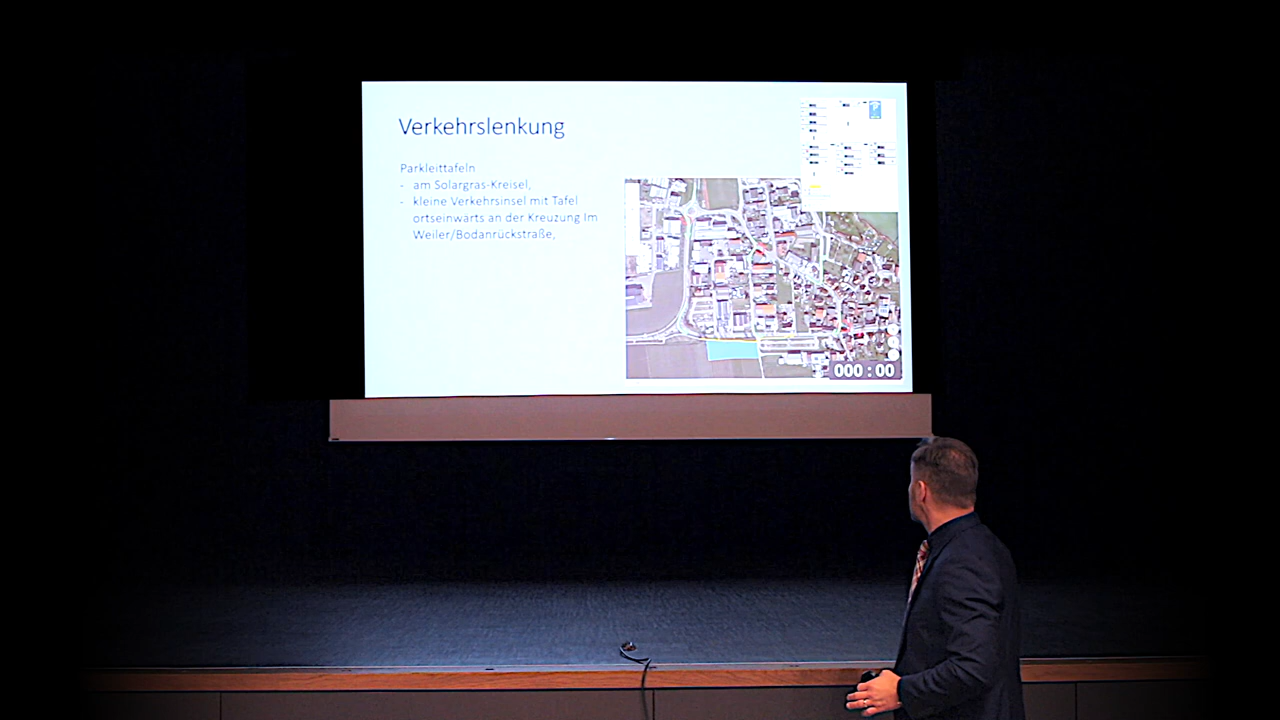 Verkehrslenkung
Parkleittafeln
- am Solargras-Kreisel,
- kleine Verkehrsinsel mit Tafel
ortseinwärts an der Kreuzung Im
Weiler/Bodanrückstraße,
000 : 00